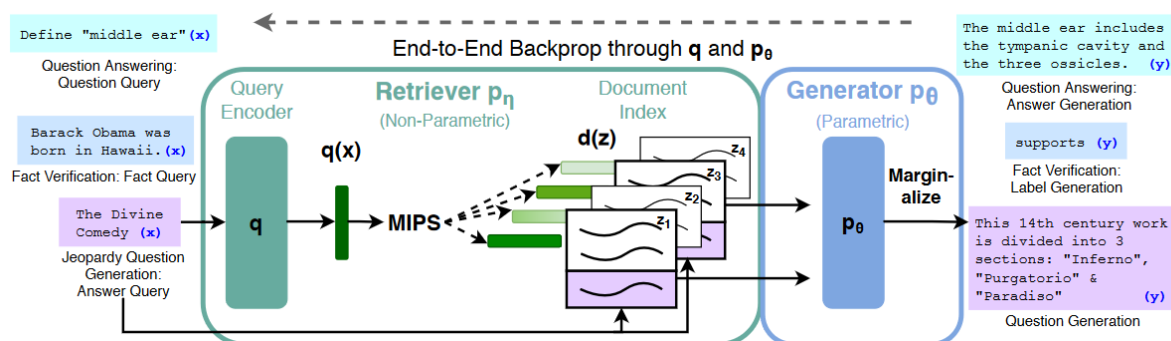 Define "middle ear" (x)
Question Answering:
Question Query
Barack Obama was
born in Hawaii. (x)
Fact Verification: Fact Query
The Divine
Comedy (x)
Jeopardy Question
Generation:
Answer Query
End-to-End Backprop through q and pθ
Query
Encoder
Retriever pη
(Non-Parametric)
Document
Index
q
q(x)
MIPS
d(z)
z4
z3
z2
z1
Generator pθ
(Parametric)
pθ
Margin-
alize
The middle ear includes
the tympanic cavity and
the three ossicles. (y)
Question Answering:
Answer Generation
supports (y)
Fact Verification:
Label Generation
This 14th century work
is divided into 3
sections: "Inferno",
"Purgatorio" &
"Paradiso" (y)
Question Generation